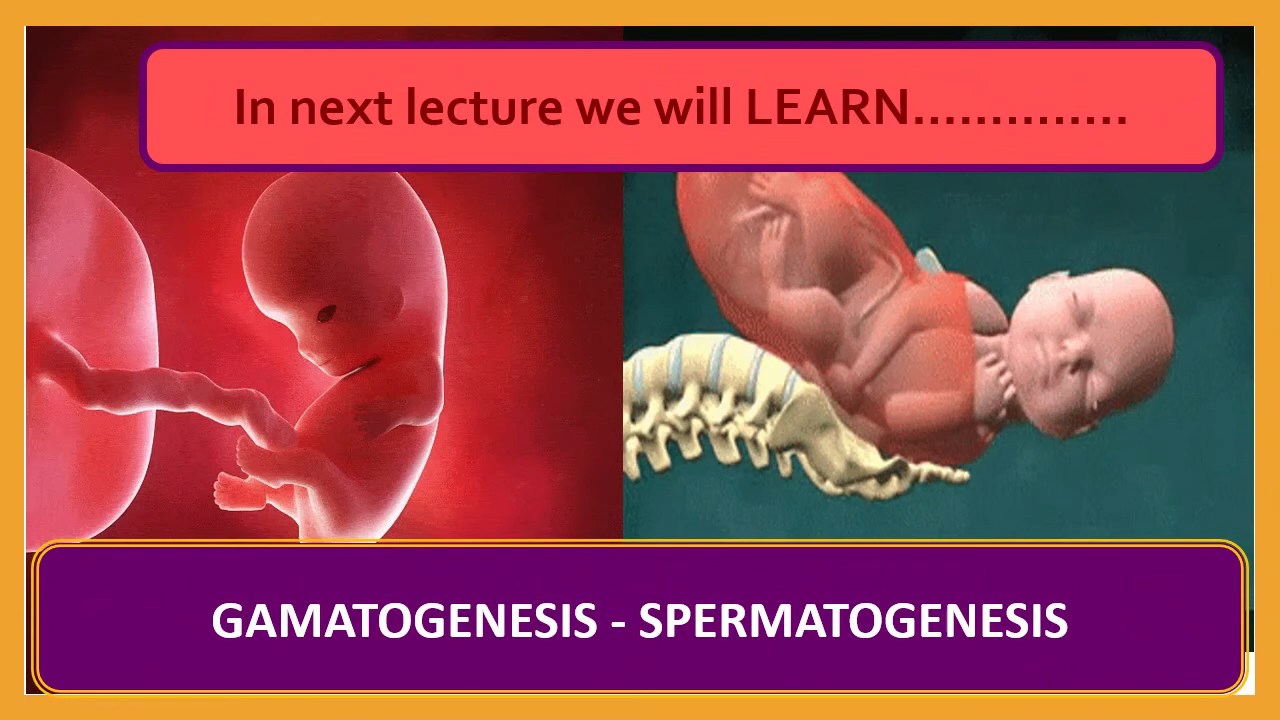 In next lecture we will LEARN..............
GAMATOGENESIS - SPERMATOGENESIS